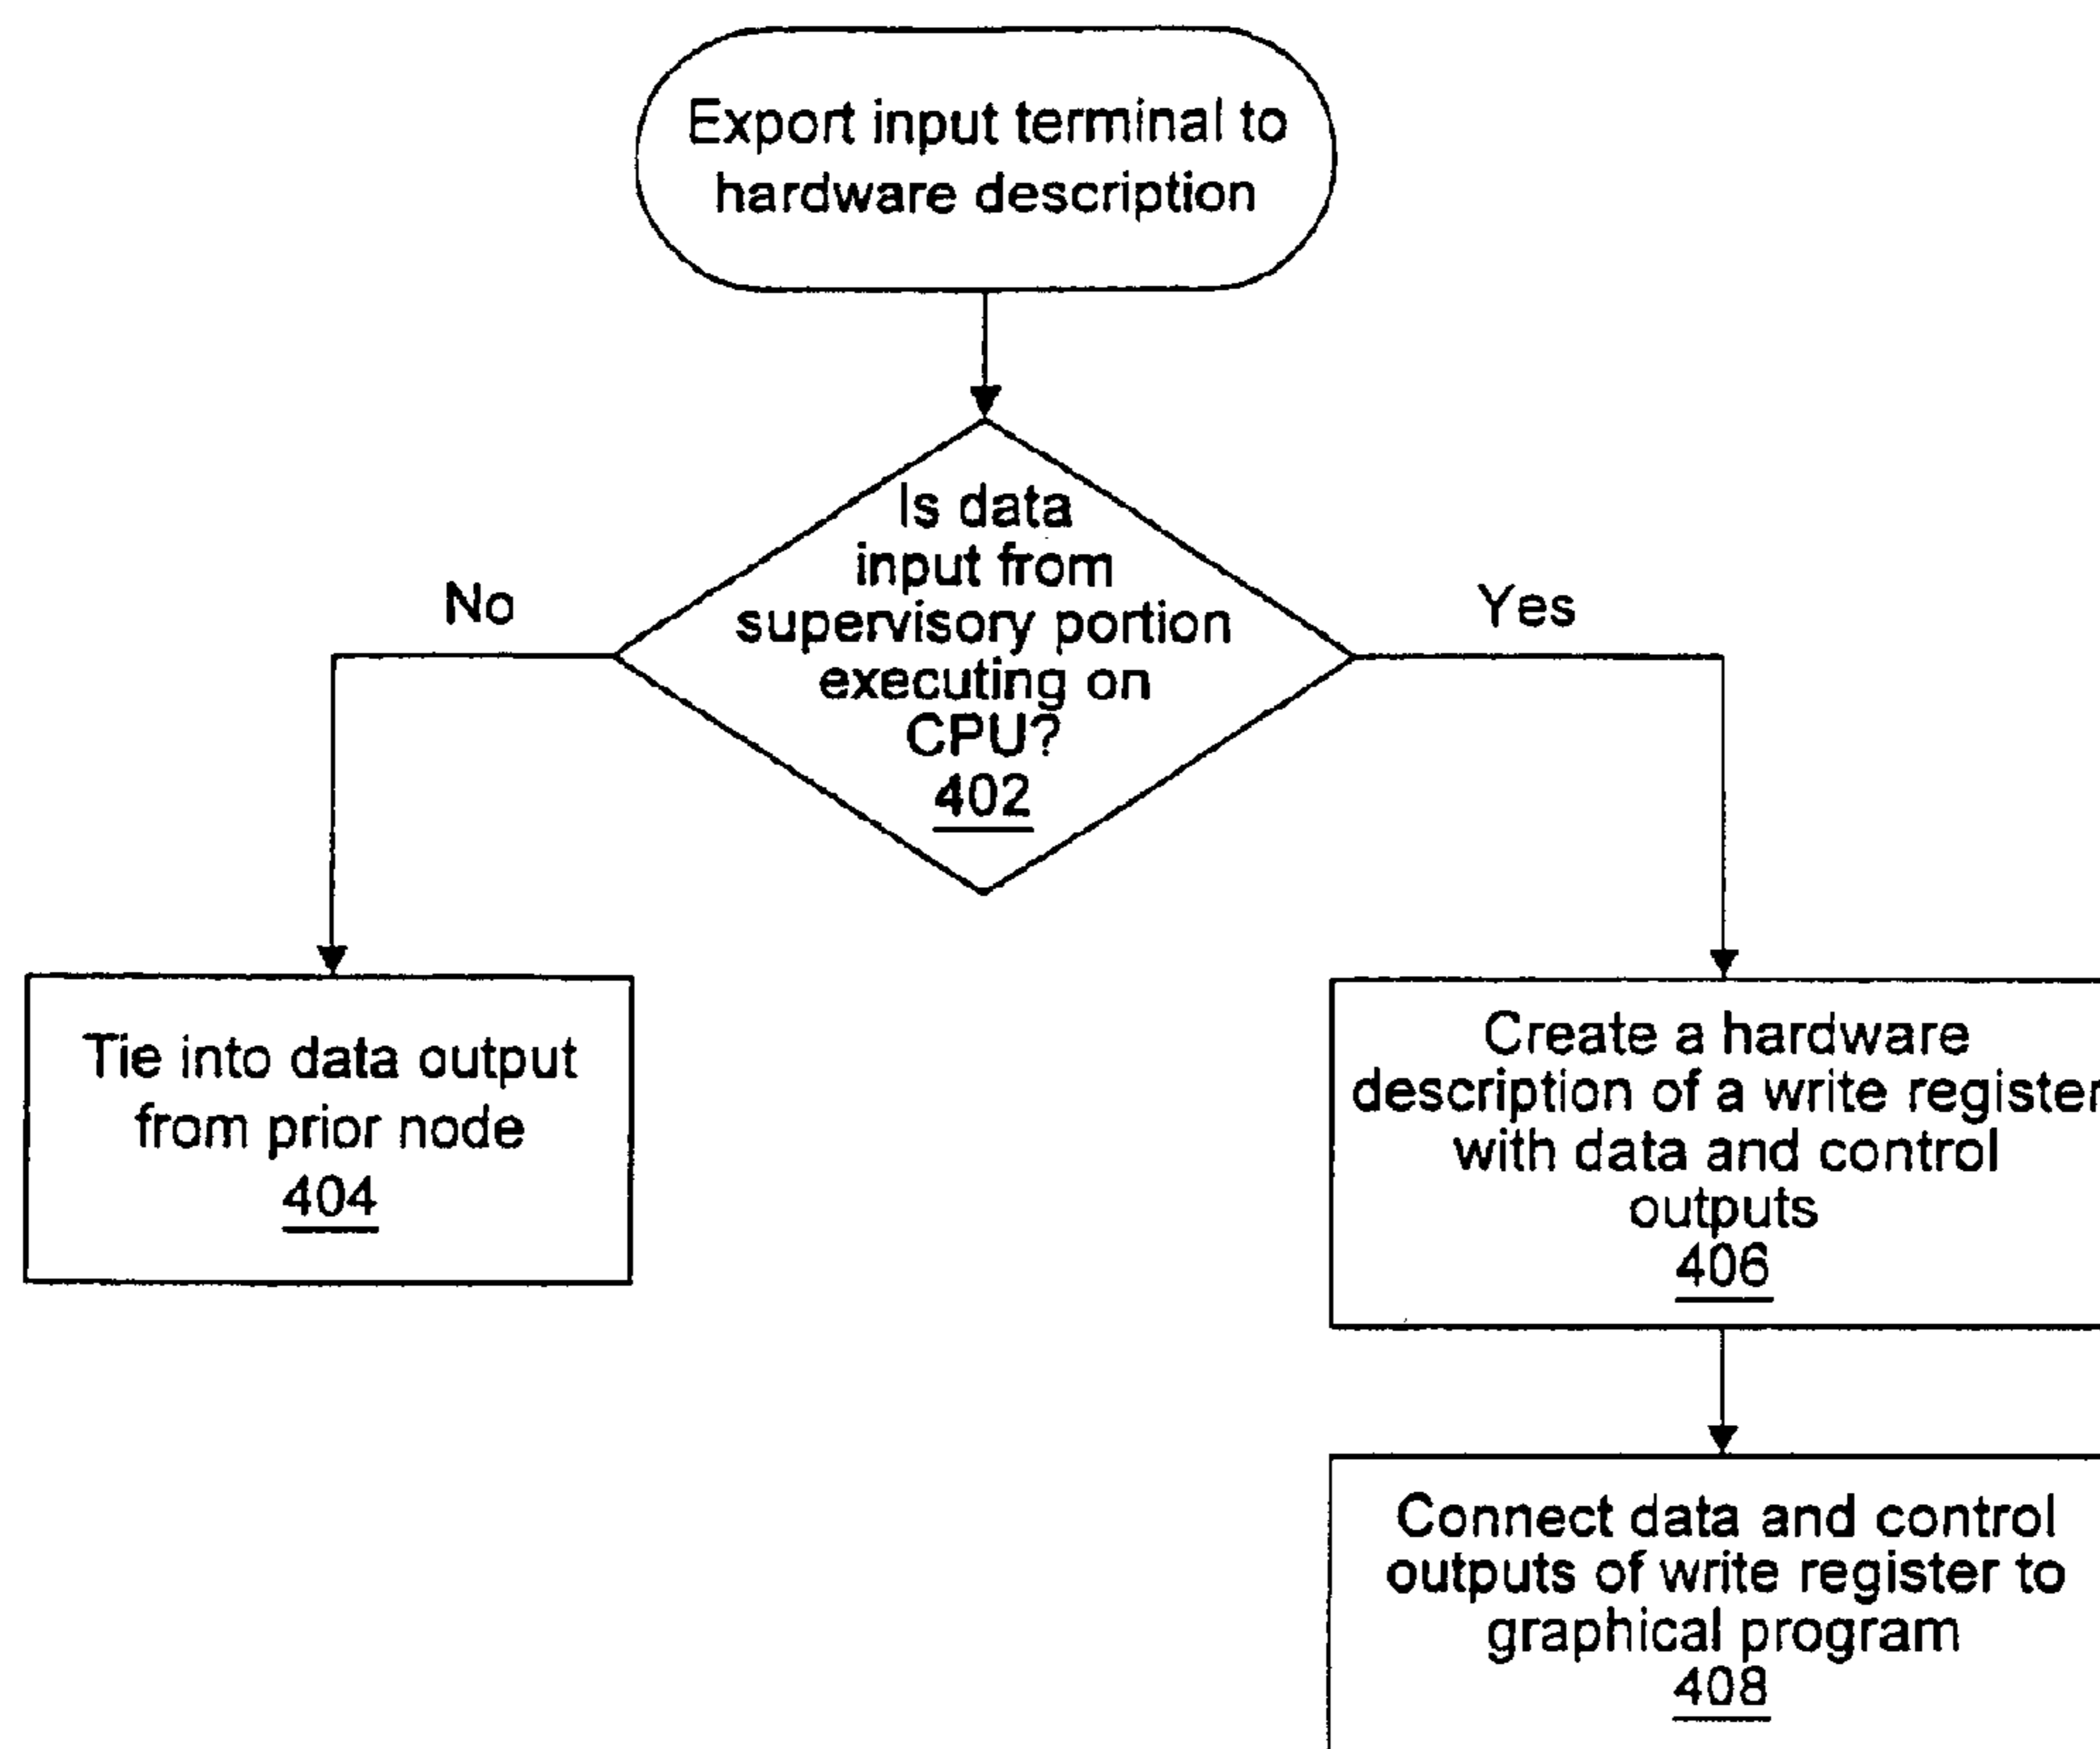 Export input terminal to
hardware description
Is data
input from
supervisory portion
executing on
CPU?
402
No
Yes
Tie into data output
from prior node
404
Create a hardware
description of a write register
with data and control
outputs
406
Connect data and control
outputs of write register to
graphical program
408